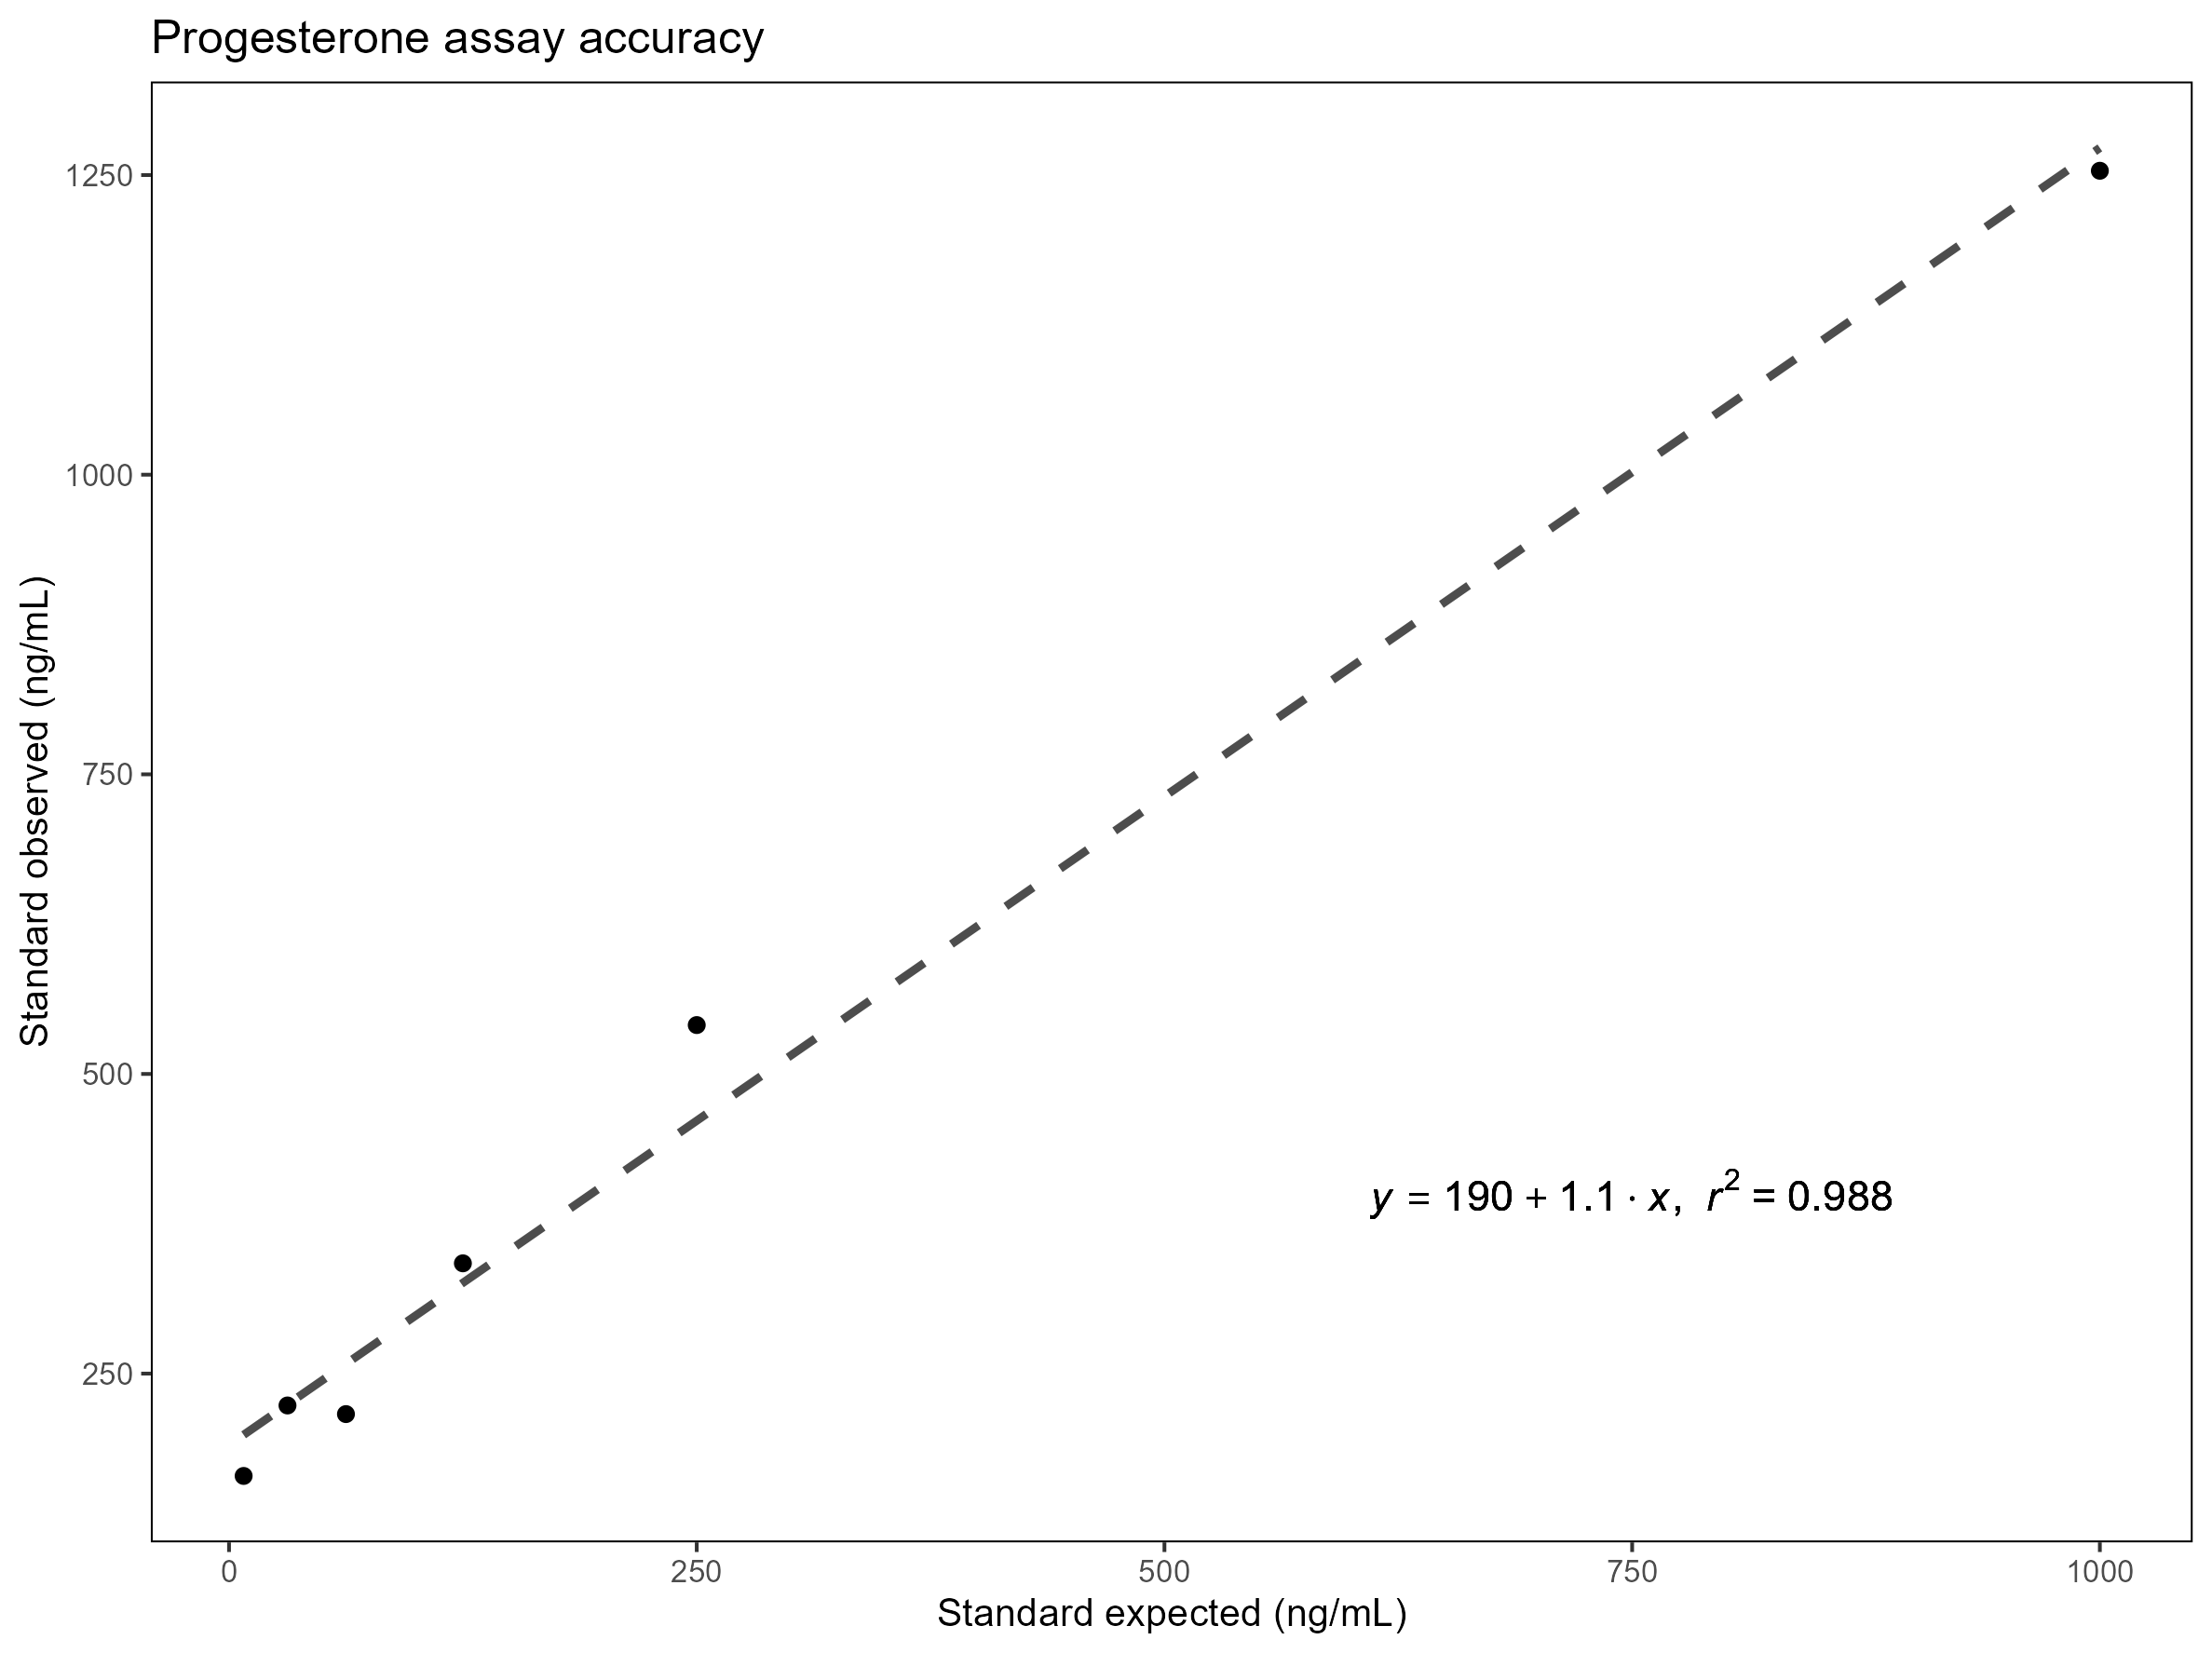 Progesterone assay accuracy
1250
1000
750
500
250
Standard observed (ng/mL)
y = 190 + 1.1 · x, r² = 0.988
0 250 500 750 1000
Standard expected (ng/mL)